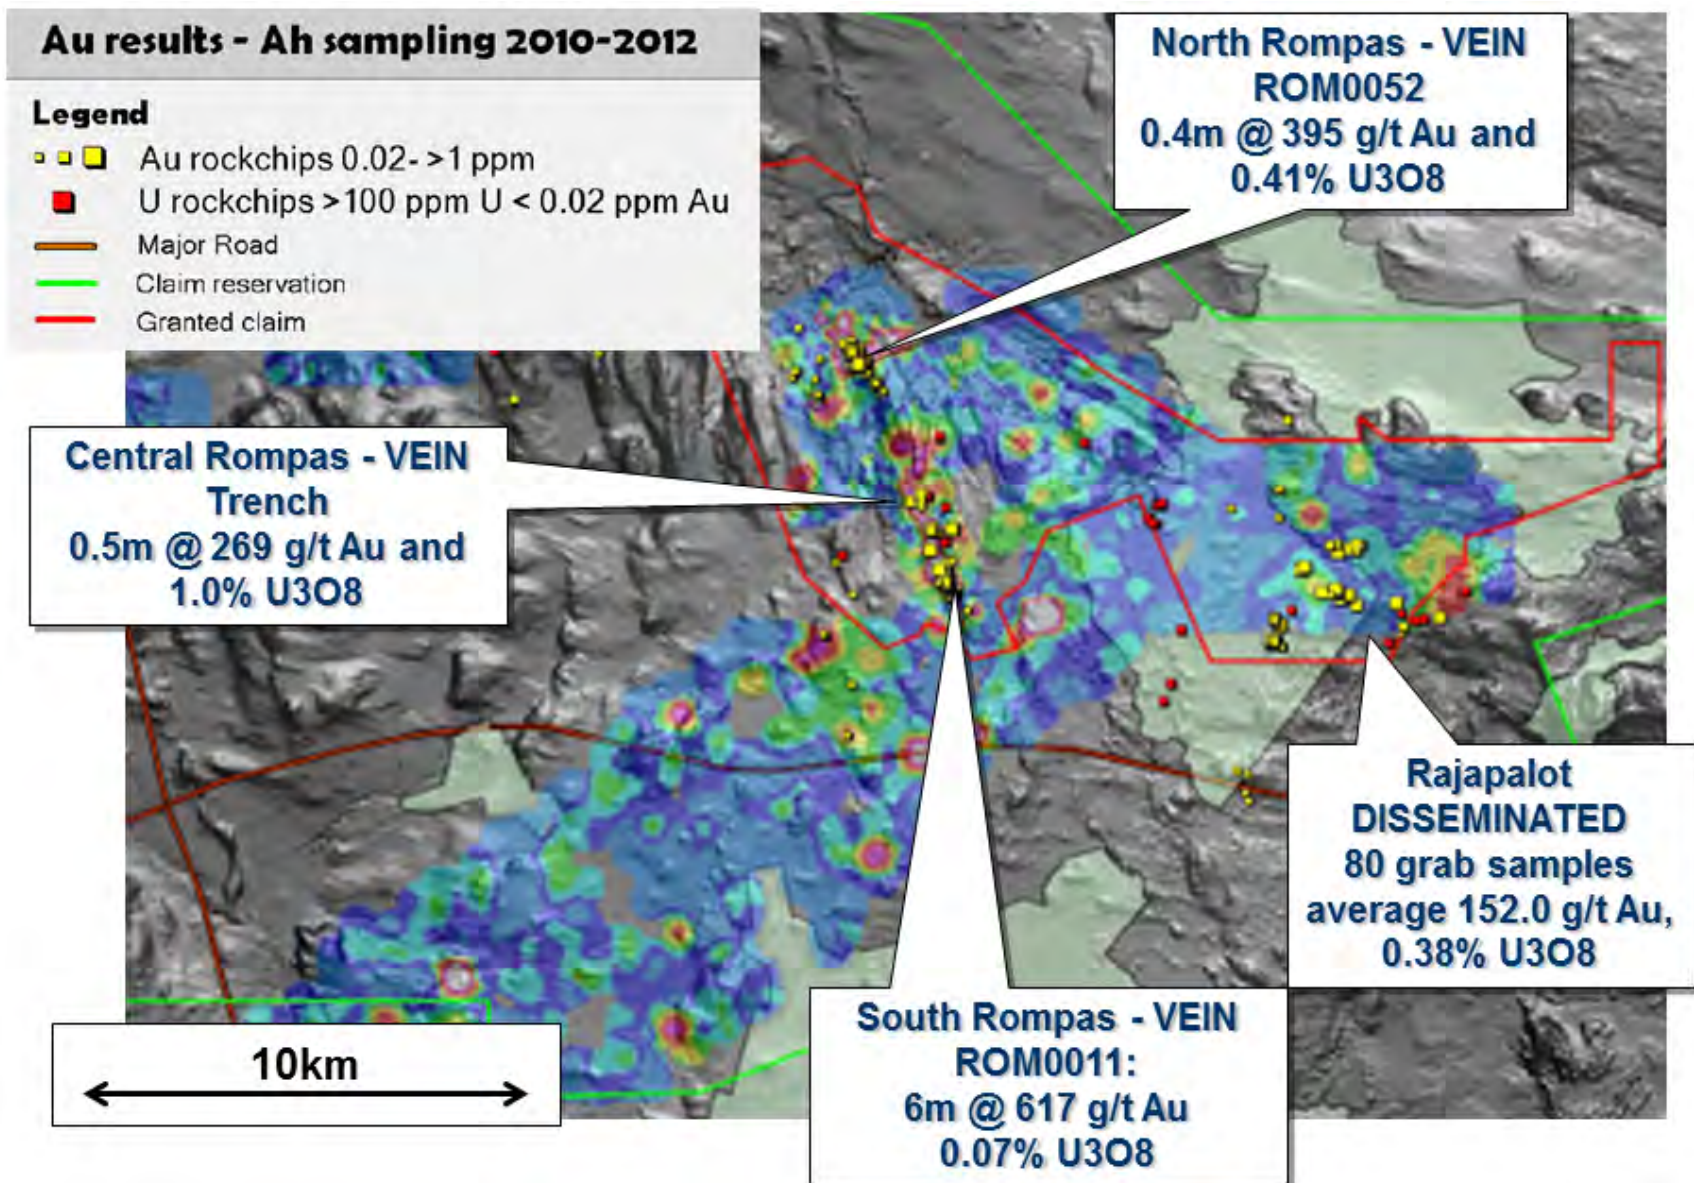 Au results - Ah sampling 2010-2012
Legend
Au rockchips 0.02- >1 ppm
U rockchips >100 ppm U < 0.02 ppm Au
Major Road
Claim reservation
Granted claim
North Rompas - VEIN
ROM0052
0.4m @ 395 g/t Au and
0.41% U3O8
Central Rompas - VEIN
Trench
0.5m @ 269 g/t Au and
1.0% U3O8
Rajapalot
DISSEMINATED
80 grab samples
average 152.0 g/t Au,
0.38% U3O8
South Rompas - VEIN
ROM0011:
6m @ 617 g/t Au
0.07% U3O8
10km